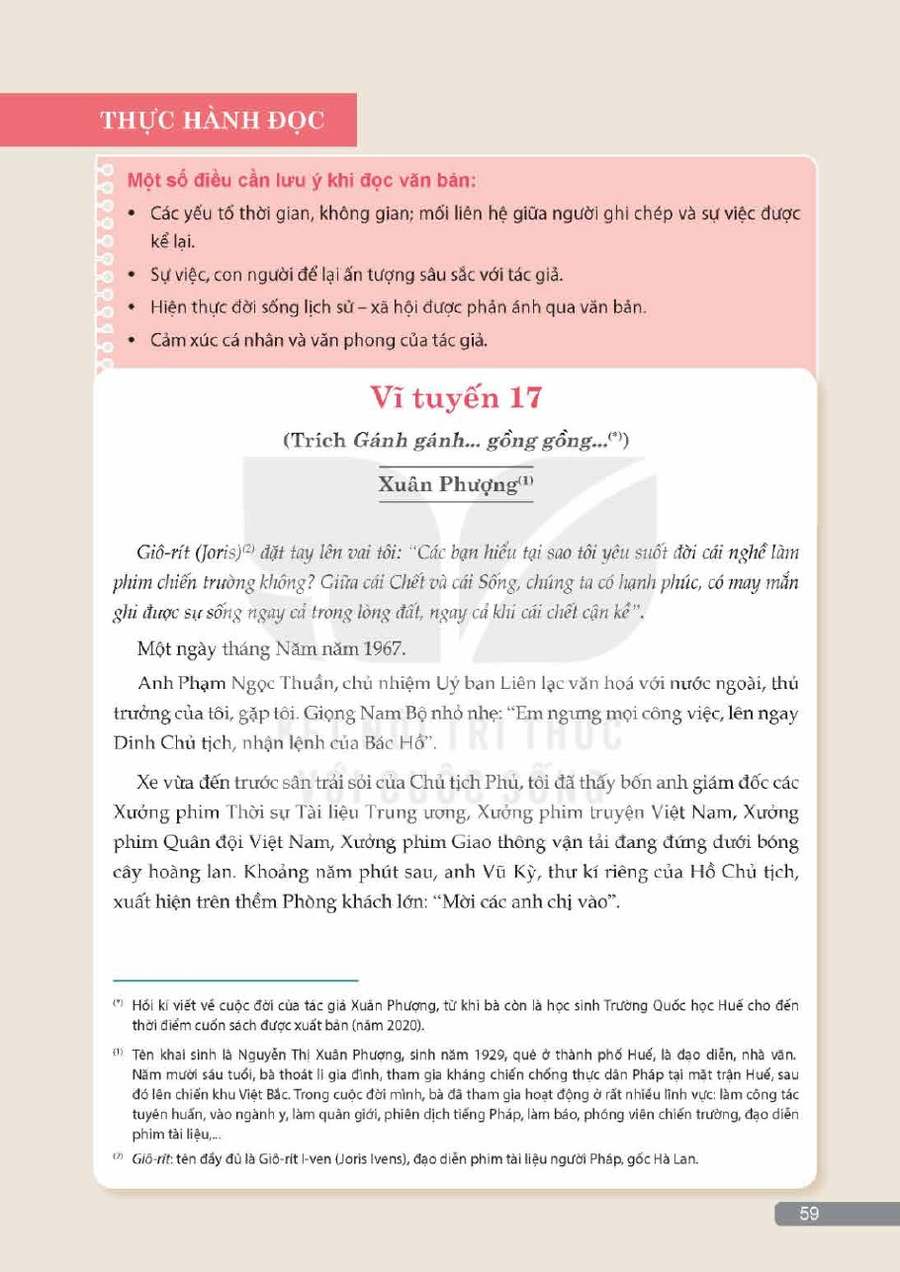 THỰC HÀNH ĐỌC
Một số điều cần lưu ý khi đọc văn bản:
• Các yếu tố thời gian, không gian; mối liên hệ giữa người ghi chép và sự việc được
kể lại.
• Sự việc, con người để lại ấn tượng sâu sắc với tác giả.
• Hiện thực đời sống lịch sử – xã hội được phản ánh qua văn bản.
• Cảm xúc cá nhân và văn phong của tác giả.
Vĩ tuyến 17
(Trích Gánh gánh... gồng gồng...(*))
Xuân Phượng(1)
Giô-rít (Joris)(2) đặt tay lên vai tôi: “Các bạn hiểu tại sao tôi yêu suốt đời cái nghề làm
phim chiến trường không? Giữa cái Chết và cái Sống, chúng ta có hạnh phúc, có may mắn
ghi được sự sống ngay cả trong lòng đất, ngay cả khi cái chết cận kề”.
Một ngày tháng Năm năm 1967.
Anh Phạm Ngọc Thuần, chủ nhiệm Uỷ ban Liên lạc văn hoá với nước ngoài, thủ
trưởng của tôi, gặp tôi. Giọng Nam Bộ nhỏ nhẹ: “Em ngưng mọi công việc, lên ngay
Dinh Chủ tịch, nhận lệnh của Bác Hồ”.
Xe vừa đến trước sân trải sỏi của Chủ tịch Phủ, tôi đã thấy bốn anh giám đốc các
Xưởng phim Thời sự Tài liệu Trung ương, Xưởng phim truyện Việt Nam, Xưởng
phim Quân đội Việt Nam, Xưởng phim Giao thông vận tải đang đứng dưới bóng
cây hoàng lan. Khoảng năm phút sau, anh Vũ Kỳ, thư kí riêng của Hồ Chủ tịch,
xuất hiện trên thềm Phòng khách lớn: “Mời các anh chị vào”.
KẾT NỐI TRI THỨC
VỚI CUỘC SỐNG
(*) Hồi kí viết về cuộc đời của tác giả Xuân Phượng, từ khi bà còn là học sinh Trường Quốc học Huế cho đến
thời điểm cuốn sách được xuất bản (năm 2020).
(1) Tên khai sinh là Nguyễn Thị Xuân Phượng, sinh năm 1929, quê ở thành phố Huế, là đạo diễn, nhà văn.
Năm mười sáu tuổi, bà thoát li gia đình, tham gia kháng chiến chống thực dân Pháp tại mặt trận Huế, sau
đó lên chiến khu Việt Bắc. Trong cuộc đời mình, bà đã tham gia hoạt động ở rất nhiều lĩnh vực: làm công tác
tuyên huấn, vào ngành y, làm quân giới, phiên dịch tiếng Pháp, làm báo, phóng viên chiến trường, đạo diễn
phim tài liệu,...
(2) Giô-rít: tên đầy đủ là Giô-rít I-ven (Joris Ivens), đạo diễn phim tài liệu người Pháp, gốc Hà Lan.
59